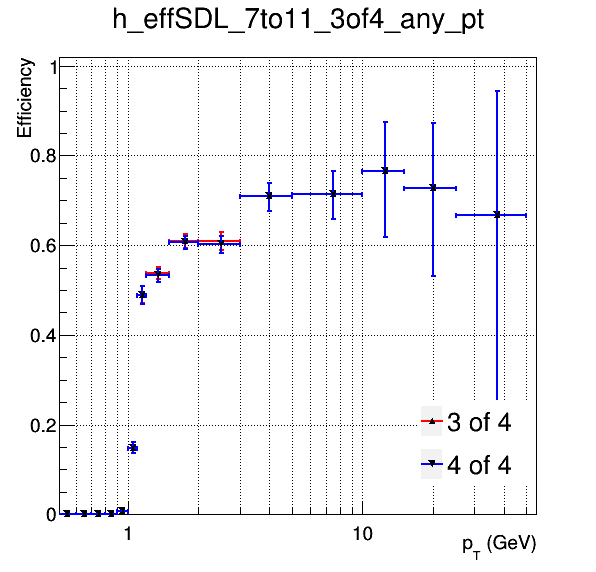 h_effSDL_7to11_3of4_any_pt
Efficiency
1
0.8
0.6
0.4
0.2
0
3 of 4
4 of 4
1
10
p_T (GeV)